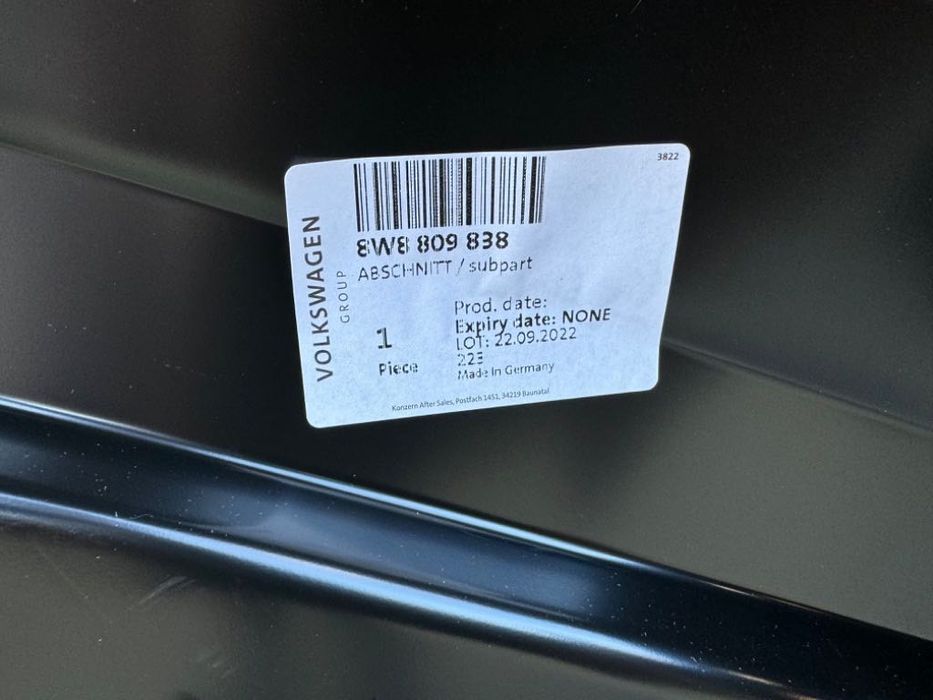 3822
VOLKSWAGEN
GROUP
8W8 809 838
ABSCHNITT / subpart
1
Piece
Prod. date:
Expiry date: NONE
LOT: 22.09.2022
223
Made In Germany
Konzern After Sales, Postfach 1451, 34219 Baunatal